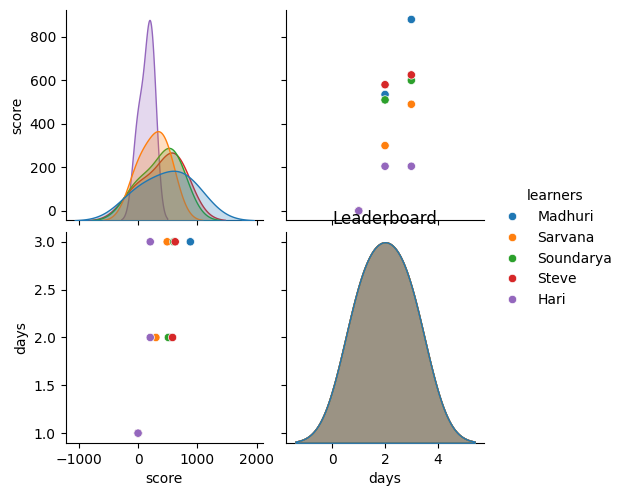 score
800
600
400
200
0
Leaderboard
days
3.0
2.5
2.0
1.5
1.0
−1000 0 1000 2000
score
0 2 4
days
learners
Madhuri
Sarvana
Soundarya
Steve
Hari